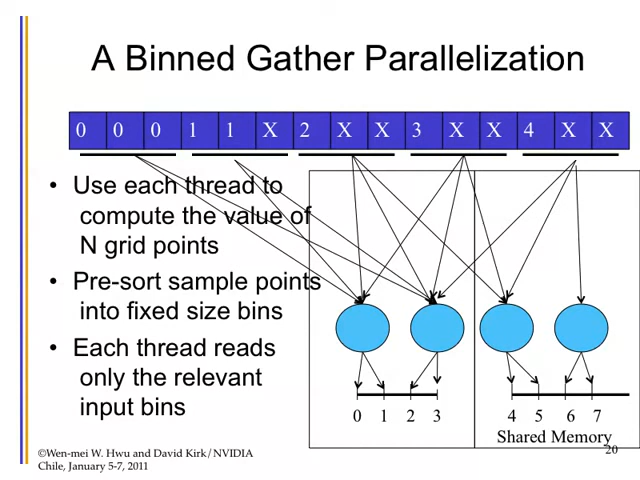 A Binned Gather Parallelization
0 0 0 1 1 X 2 X X 3 X X 4 X X
• Use each thread to
compute the value of
N grid points
• Pre-sort sample points
into fixed size bins
• Each thread reads
only the relevant
input bins
0 1 2 3 4 5 6 7
Shared Memory
20
©Wen-mei W. Hwu and David Kirk/NVIDIA
Chile, January 5-7, 2011